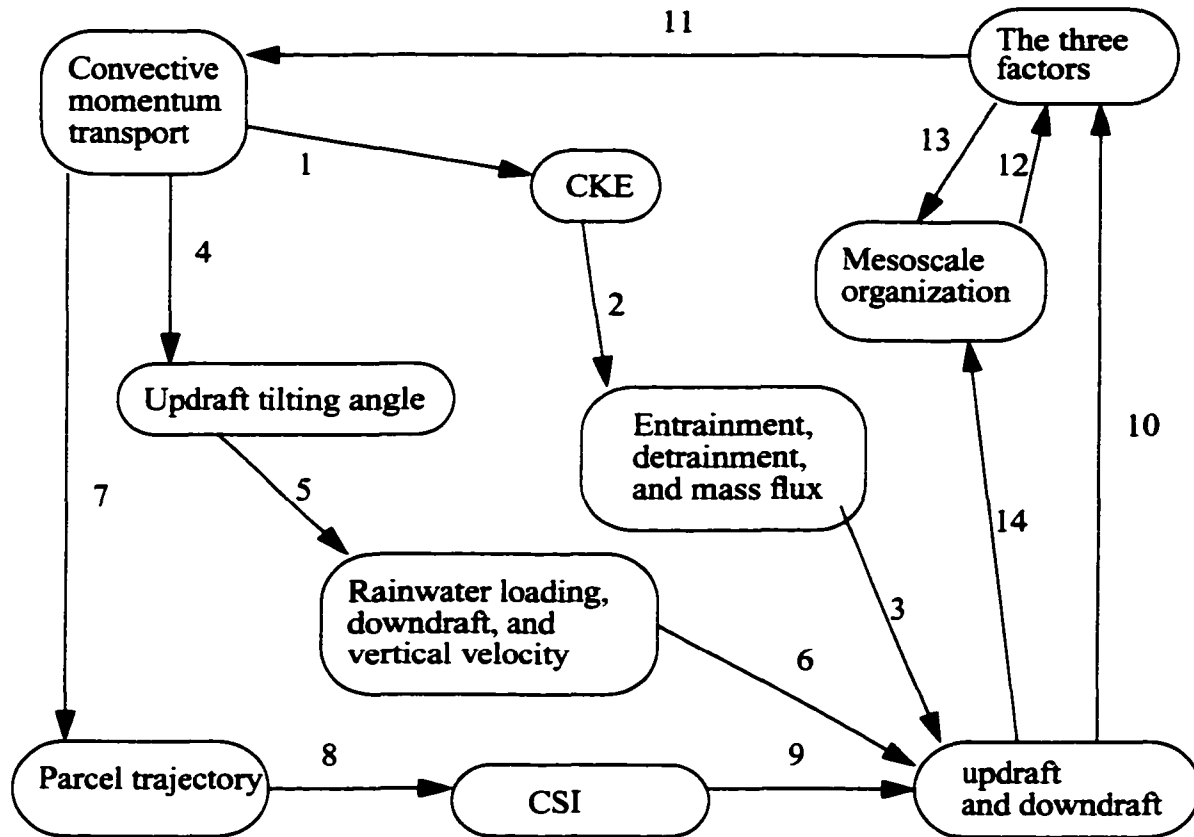 11
The three
factors
Convective
momentum
transport
13
12
1
CKE
4
Mesoscale
organization
2
Updraft tilting angle
Entrainment,
detrainment,
and mass flux
10
7
5
14
Rainwater loading,
downdraft, and
vertical velocity
3
6
Parcel trajectory
8
CSI
9
updraft
and downdraft